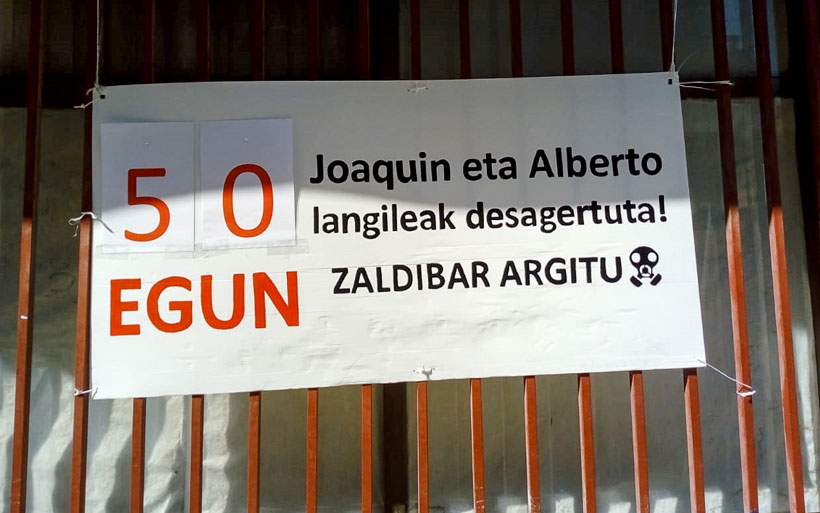 50
EGUN
Joaquin eta Alberto
langileak desagertuta!
ZALDIBAR ARGITU